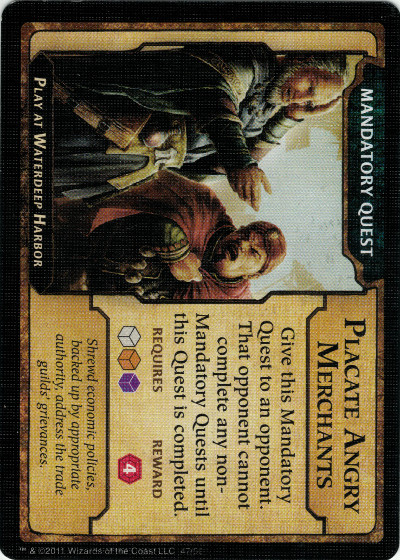 MANDATORY QUEST
PLAY AT WATERDEEP HARBOR
PLACATE ANGRY
MERCHANTS
Give this Mandatory
Quest to an opponent.
That opponent cannot
complete any non-
Mandatory Quests until
this Quest is completed.
REQUIRES
REWARD
4
Shrewd economic policies,
backed up by appropriate
authority, address the trade
guilds' grievances.
™ & ©2011 Wizards of the Coast LLC